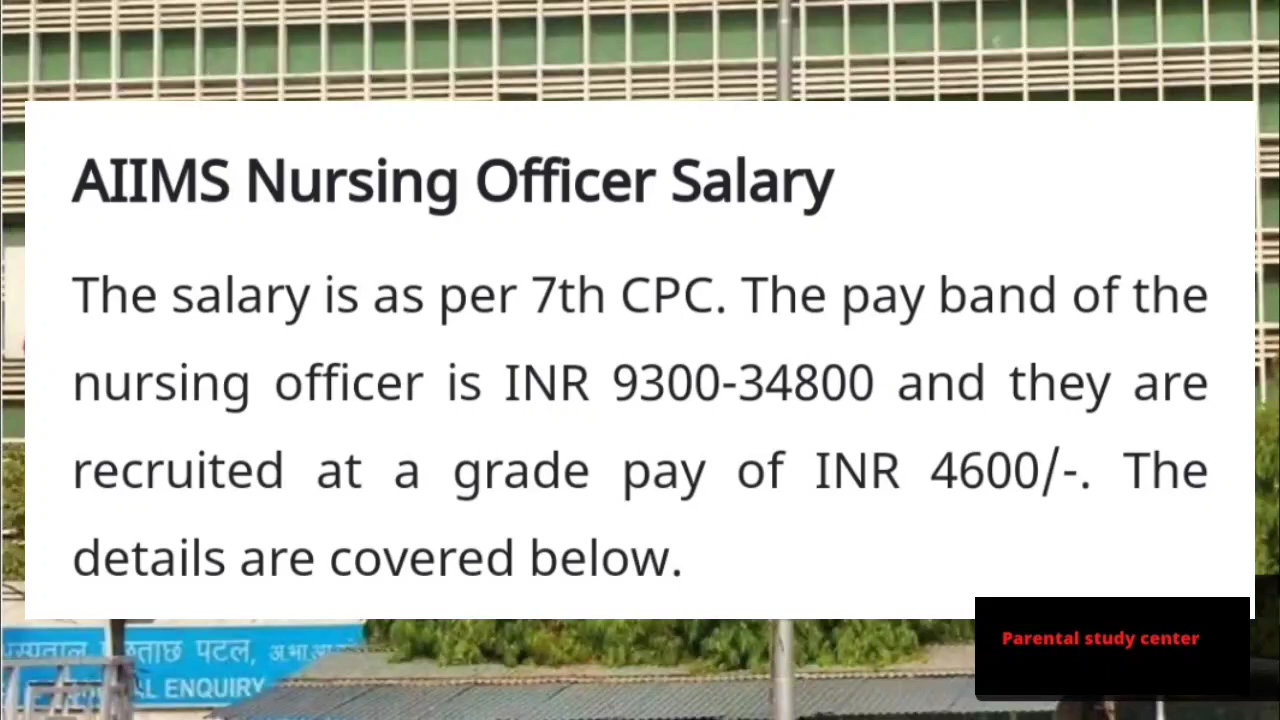 AIIMS Nursing Officer Salary
The salary is as per 7th CPC. The pay band of the
nursing officer is INR 9300-34800 and they are
recruited at a grade pay of INR 4600/-. The
details are covered below.
Parental study center
पटल,
ENQUIRY